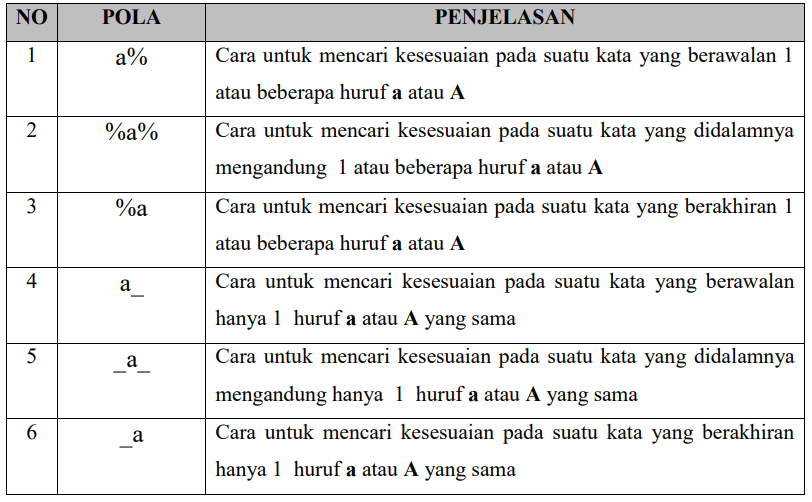 NO POLA PENJELASAN
1 a% Cara untuk mencari kesesuaian pada suatu kata yang berawalan 1
atau beberapa huruf a atau A
2 %a% Cara untuk mencari kesesuaian pada suatu kata yang didalamnya
mengandung 1 atau beberapa huruf a atau A
3 %a Cara untuk mencari kesesuaian pada suatu kata yang berakhiran 1
atau beberapa huruf a atau A
4 a_ Cara untuk mencari kesesuaian pada suatu kata yang berawalan
hanya 1 huruf a atau A yang sama
5 _a_ Cara untuk mencari kesesuaian pada suatu kata yang didalamnya
mengandung hanya 1 huruf a atau A yang sama
6 _a Cara untuk mencari kesesuaian pada suatu kata yang berakhiran
hanya 1 huruf a atau A yang sama